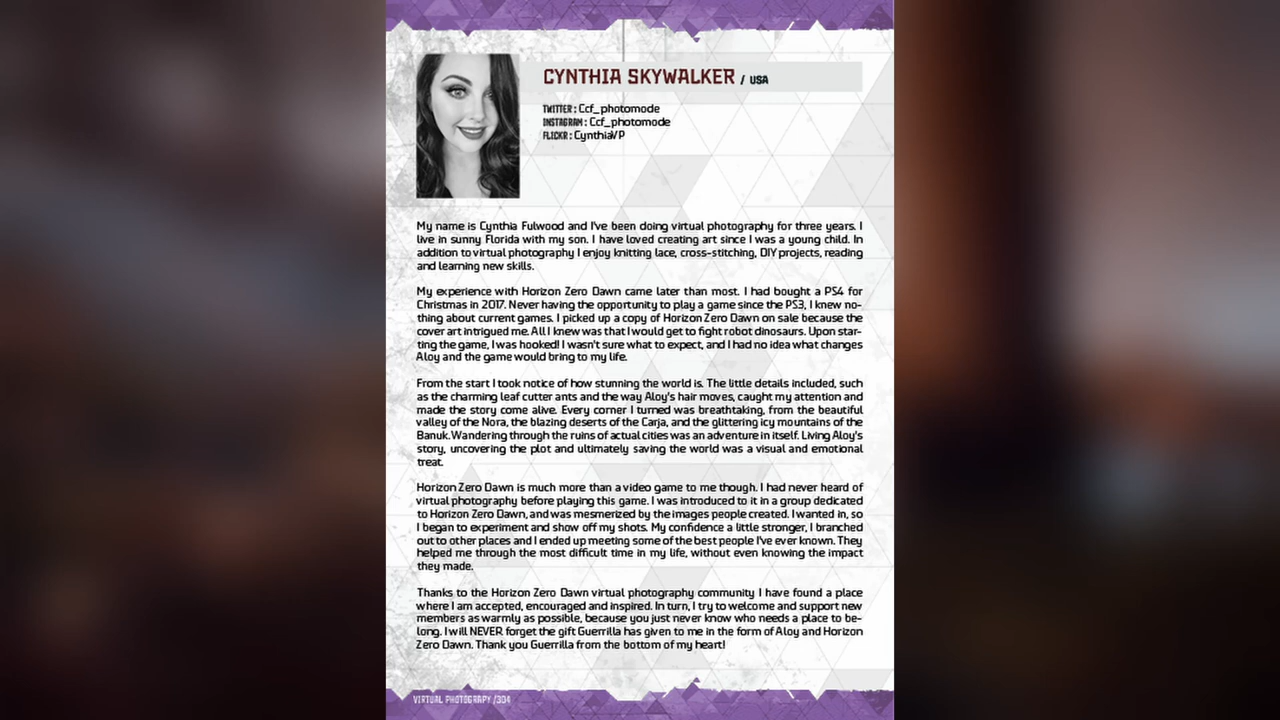 CYNTHIA SKYWALKER / USA
TWITTER : Ccf_photomode
INSTAGRAM : Ccf_photomode
FLICKR : CynthiaVP
My name is Cynthia Fulwood and I've been doing virtual photography for three years. I
live in sunny Florida with my son. I have loved creating art since I was a young child. In
addition to virtual photography I enjoy knitting lace, cross-stitching, DIY projects, reading
and learning new skills.
My experience with Horizon Zero Dawn came later than most. I had bought a PS4 for
Christmas in 2017. Never having the opportunity to play a game since the PS3, I knew no-
thing about current games. I picked up a copy of Horizon Zero Dawn on sale because the
cover art intrigued me. All I knew was that I would get to fight robot dinosaurs. Upon star-
ting the game, I was hooked! I wasn't sure what to expect, and I had no idea what changes
Aloy and the game would bring to my life.
From the start I took notice of how stunning the world is. The little details included, such
as the charming leaf cutter ants and the way Aloy's hair moves, caught my attention and
made the story come alive. Every corner I turned was breathtaking, from the beautiful
valley of the Nora, the blazing deserts of the Carja, and the glittering icy mountains of the
Banuk.Wandering through the ruins of actual cities was an adventure in itself. Living Aloy's
story, uncovering the plot and ultimately saving the world was a visual and emotional
treat.
Horizon Zero Dawn is much more than a video game to me though. I had never heard of
virtual photography before playing this game. I was introduced to it in a group dedicated
to Horizon Zero Dawn, and was mesmerized by the images people created. I wanted in, so
I began to experiment and show off my shots. My confidence a little stronger, I branched
out to other places and I ended up meeting some of the best people I've ever known. They
helped me through the most difficult time in my life, without even knowing the impact
they made.
Thanks to the Horizon Zero Dawn virtual photography community I have found a place
where I am accepted, encouraged and inspired. In turn, I try to welcome and support new
members as warmly as possible, because you just never know who needs a place to be-
long. I will NEVER forget the gift Guerrilla has given to me in the form of Aloy and Horizon
Zero Dawn. Thank you Guerrilla from the bottom of my heart!
VIRTUAL PHOTOGRAPY /304